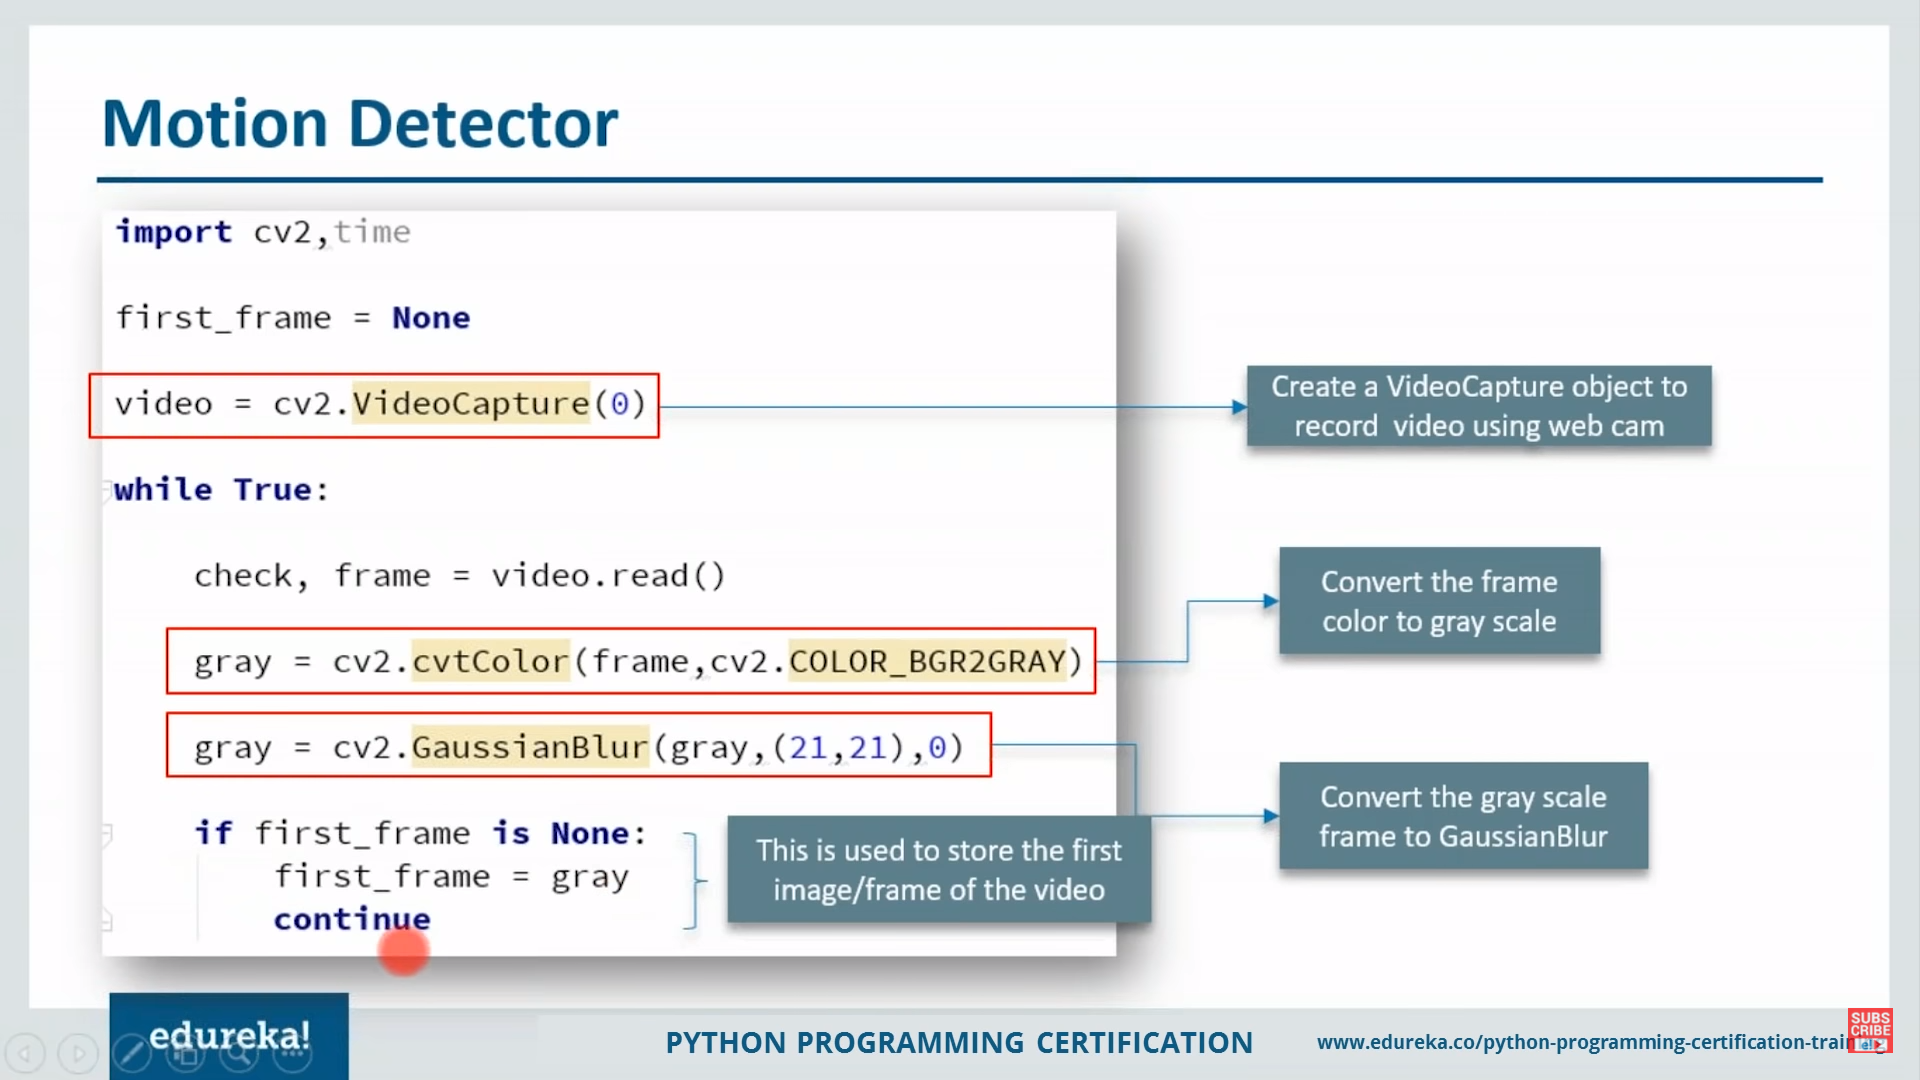 Motion Detector
import cv2,time
first_frame = None
video = cv2.VideoCapture(0)
Create a VideoCapture object to
record video using web cam
while True:
check, frame = video.read()
Convert the frame
color to gray scale
gray = cv2.cvtColor(frame,cv2.COLOR_BGR2GRAY)
gray = cv2.GaussianBlur(gray,(21,21),0)
Convert the gray scale
frame to GaussianBlur
if first_frame is None:
first_frame = gray
continue
This is used to store the first
image/frame of the video
edureka!
PYTHON PROGRAMMING CERTIFICATION
www.edureka.co/python-programming-certification-
SUBS
CRIBE
e!